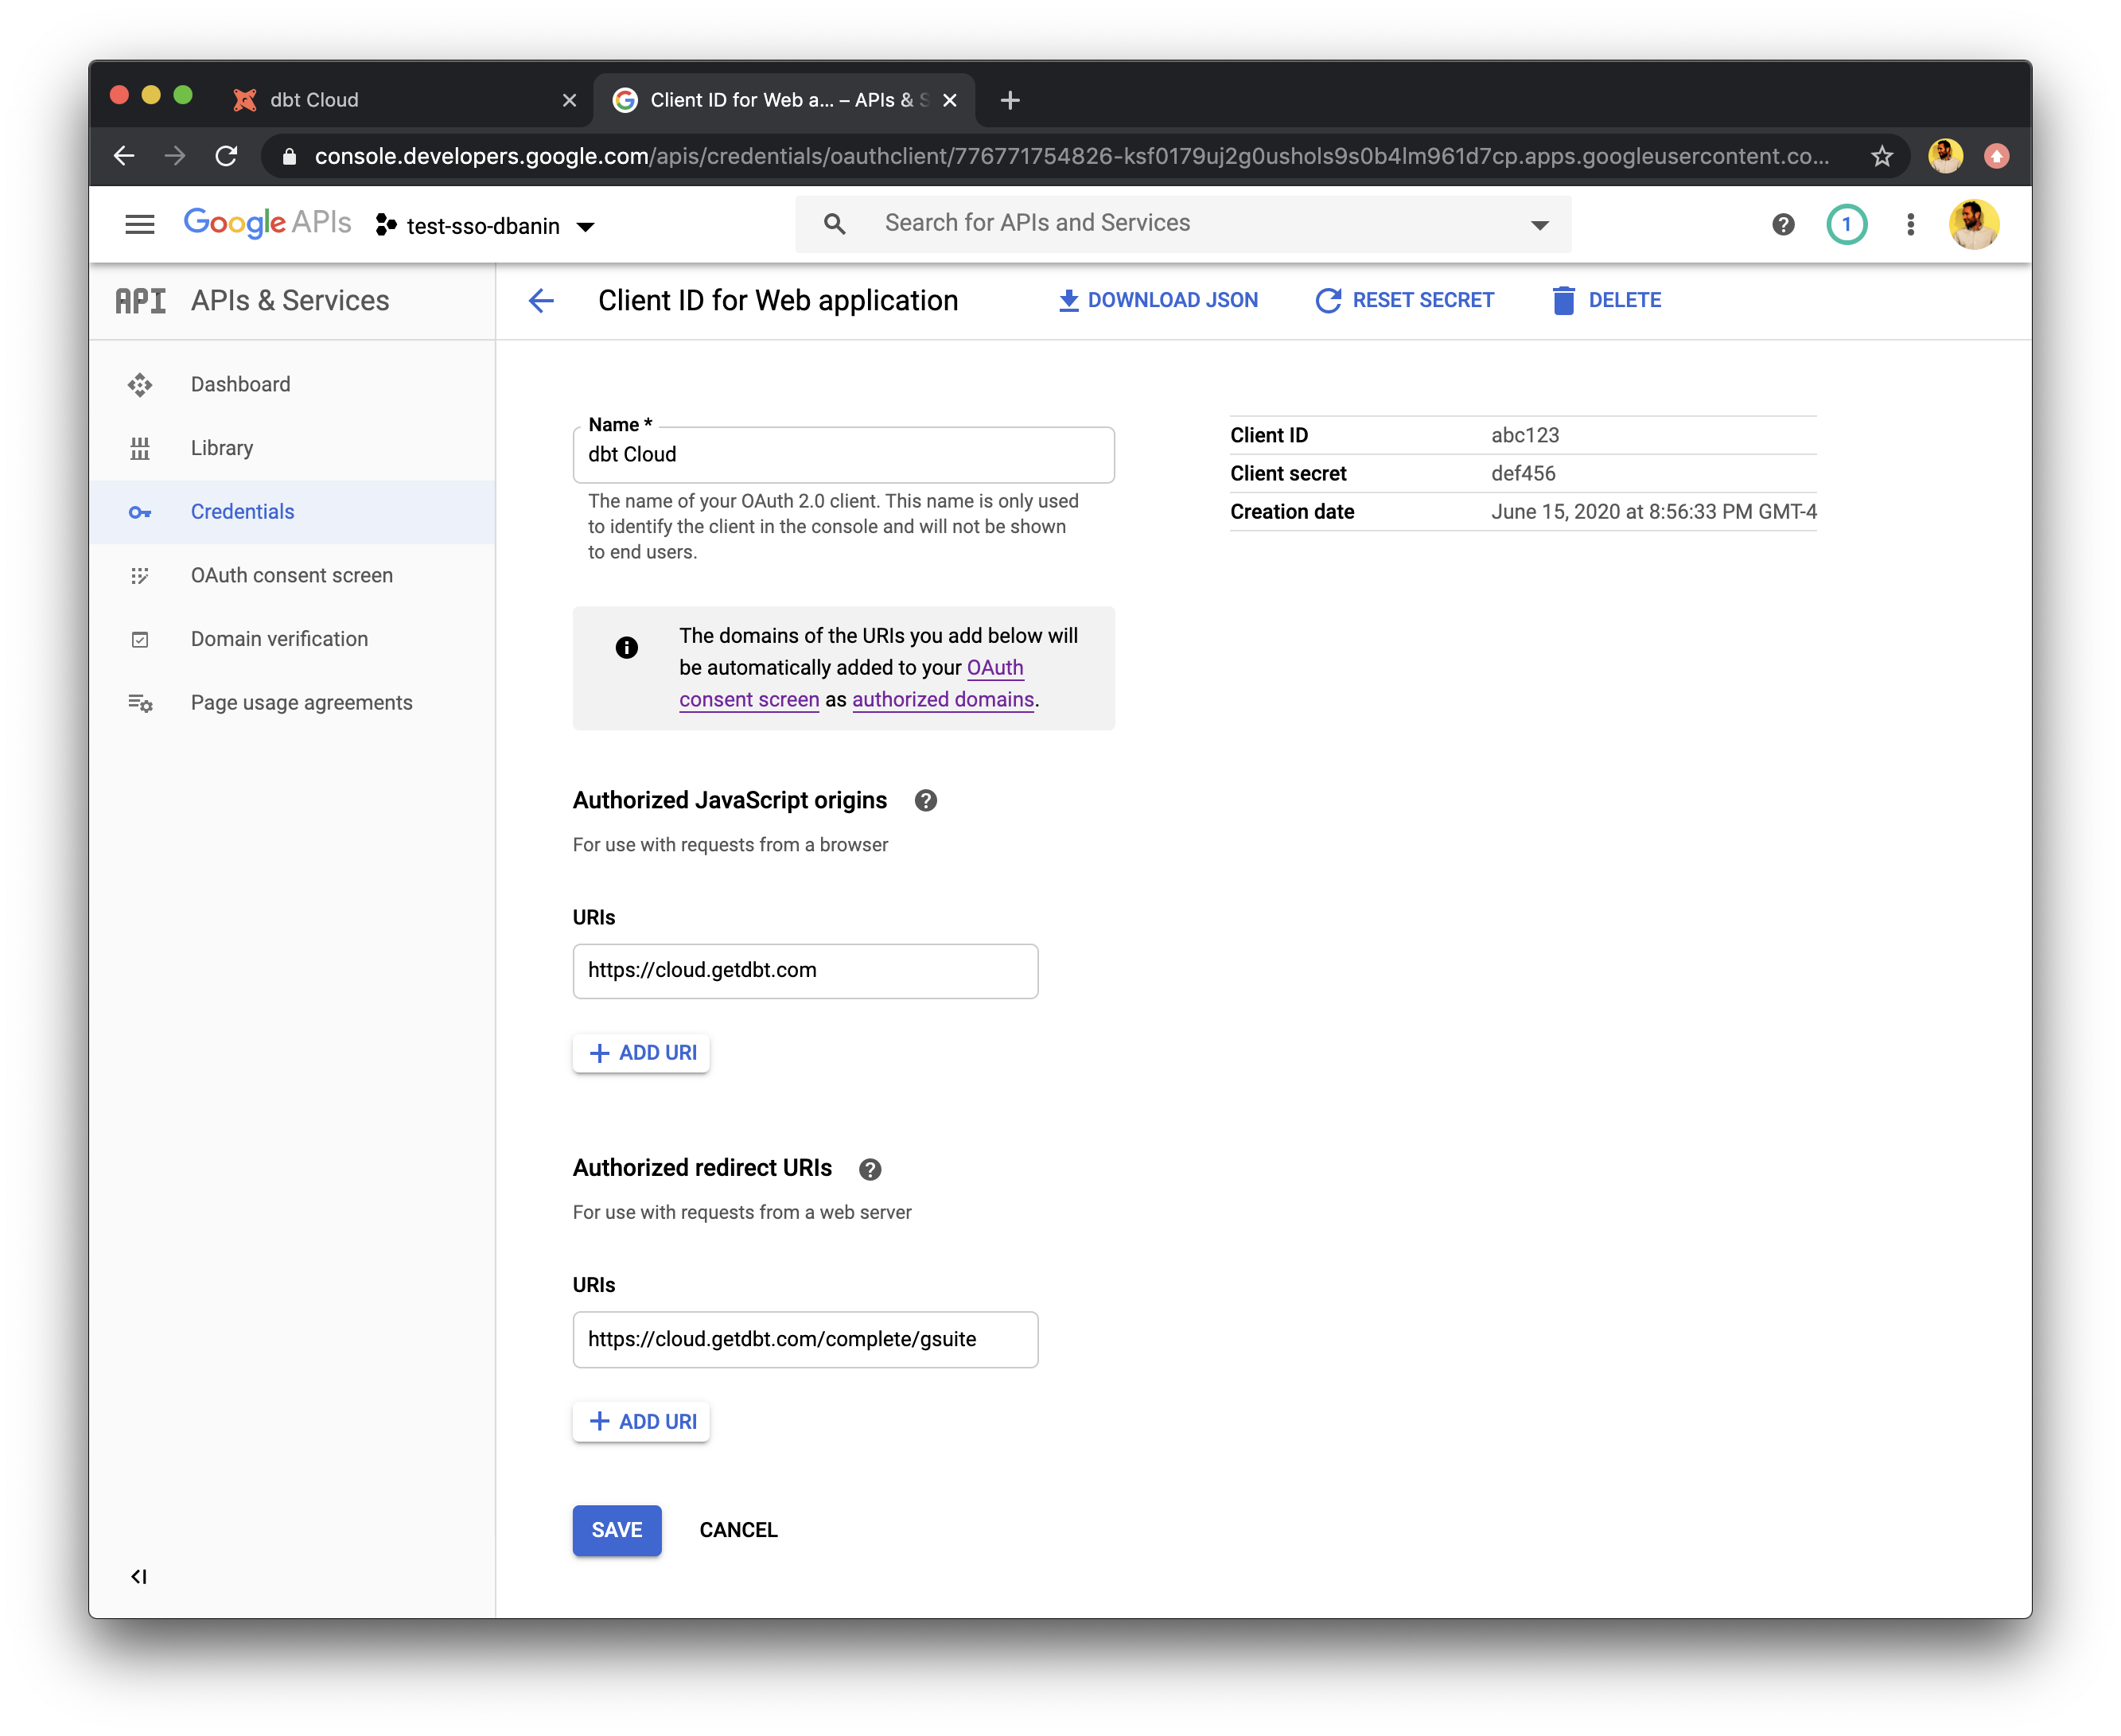 dbt Cloud
Client ID for Web a... – APIs & S
console.developers.google.com/apis/credentials/oauthclient/776771754826-ksf0179uj2g0ushols9s0b4lm961d7cp.apps.googleusercontent.co...
Google APIs
test-sso-dbanin
Search for APIs and Services
1
API APIs & Services
Client ID for Web application
DOWNLOAD JSON
RESET SECRET
DELETE
Dashboard
Library
Credentials
OAuth consent screen
Domain verification
Page usage agreements
Name *
dbt Cloud
The name of your OAuth 2.0 client. This name is only used
to identify the client in the console and will not be shown
to end users.
Client ID abc123
Client secret def456
Creation date June 15, 2020 at 8:56:33 PM GMT-4
The domains of the URIs you add below will
be automatically added to your OAuth
consent screen as authorized domains.
Authorized JavaScript origins
For use with requests from a browser
URIs
https://cloud.getdbt.com
ADD URI
Authorized redirect URIs
For use with requests from a web server
URIs
https://cloud.getdbt.com/complete/gsuite
ADD URI
SAVE
CANCEL